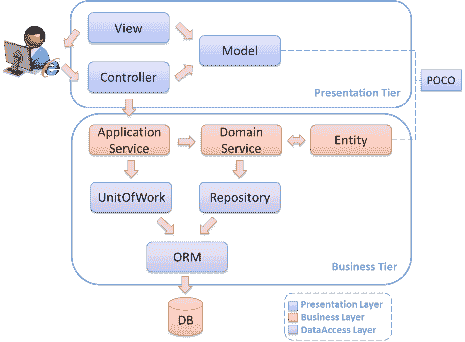 View
Model
Controller
Presentation Tier
POCO
Application
Service
Domain
Service
Entity
UnitOfWork
Repository
ORM
Business Tier
DB
Presentation Layer
Business Layer
DataAccess Layer